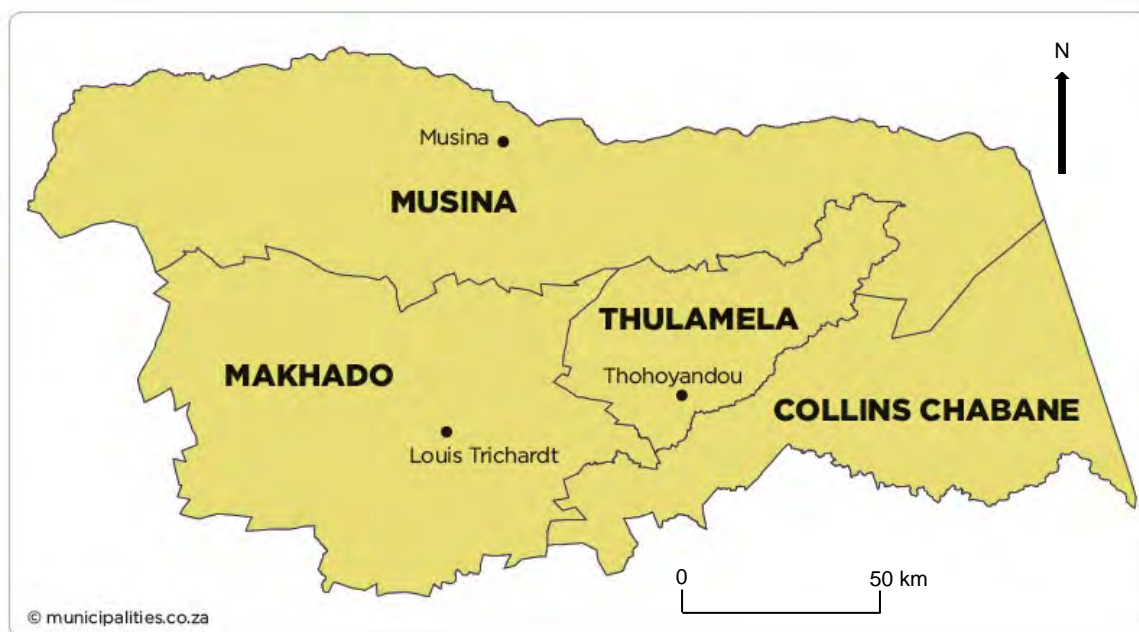 N
Musina
MUSINA
THULAMELA
MAKHADO
Thohoyandou
COLLINS CHABANE
Louis Trichardt
0 50 km
© municipalities.co.za